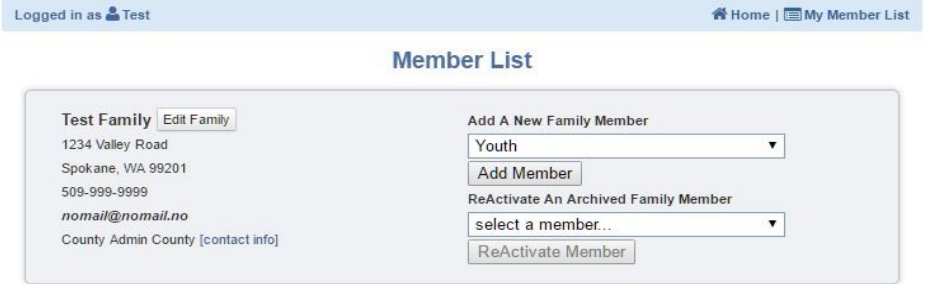 Logged in as Test
Home | My Member List
Member List
Test Family Edit Family
1234 Valley Road
Spokane, WA 99201
509-999-9999
nomail@nomail.no
County Admin County [contact info]
Add A New Family Member
Youth
Add Member
ReActivate An Archived Family Member
select a member...
ReActivate Member